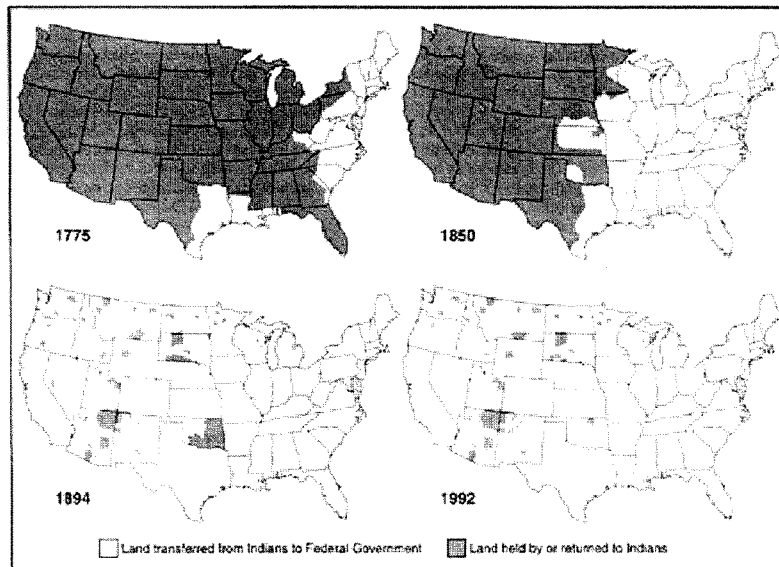 1775
1850
1894
1992
Land transferred from Indians to Federal Government
Land held by or returned to Indians